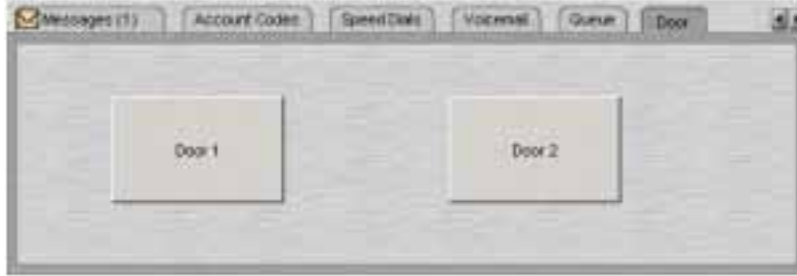 Messages (1) Account Codes Speed Dials Voicemail Queue Door
Door 1 Door 2